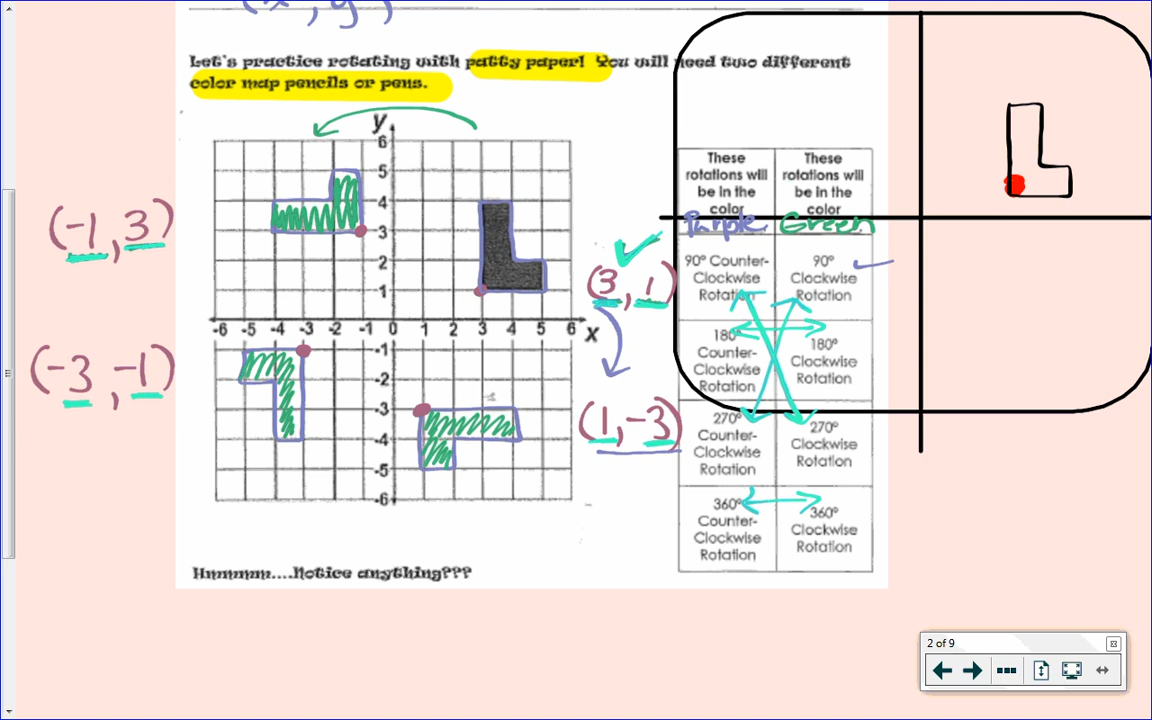 (x, y)
Let's practice rotating with patty paper! You will need two different
color map pencils or pens.
y
6
5
4
3
2
1
-6 -5 -4 -3 -2 -1 0 1 2 3 4 5 6 x
-1
-2
-3
-4
-5
-6
(-1, 3)
(-3, -1)
(3, 1)
(1, -3)
These
rotations will
be in the
color
Purple
These
rotations will
be in the
color
Green
90° Counter-
Clockwise
Rotation
90°
Clockwise
Rotation
180°
Counter-
Clockwise
Rotation
180°
Clockwise
Rotation
270°
Counter-
Clockwise
Rotation
270°
Clockwise
Rotation
360°
Counter-
Clockwise
Rotation
360°
Clockwise
Rotation
Hmmmm....Notice anything???
2 of 9